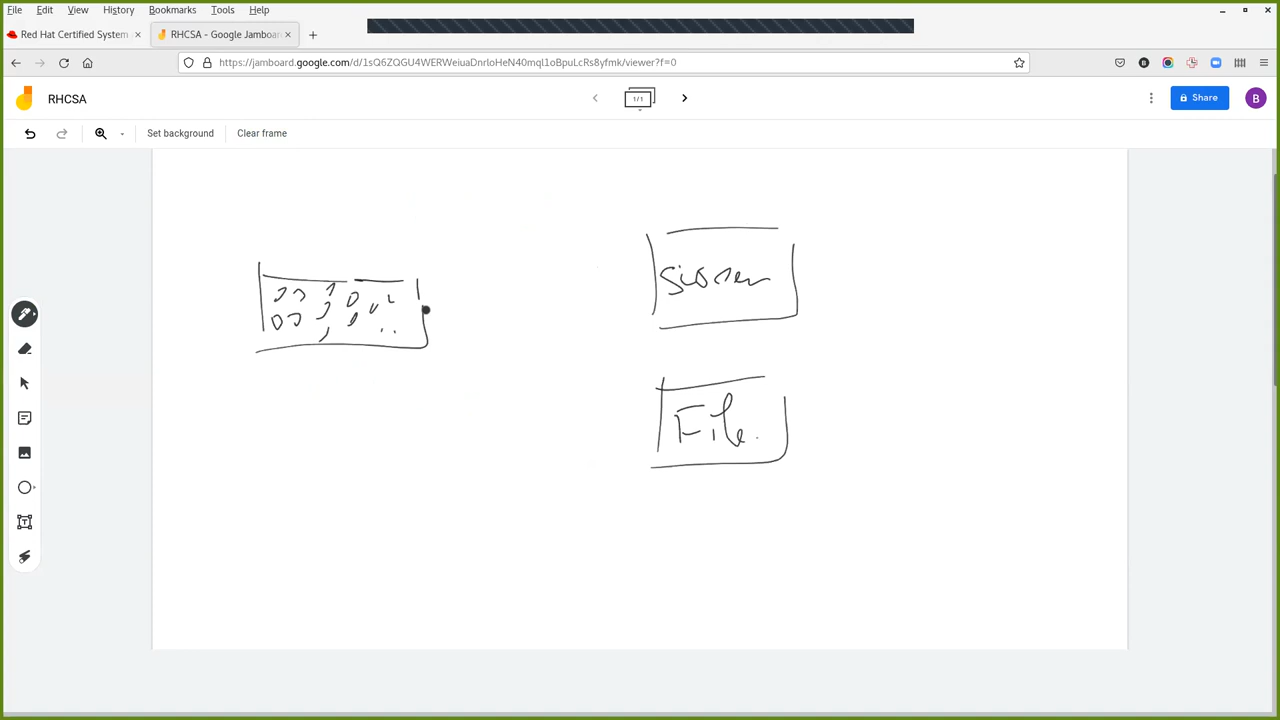 File Edit View History Bookmarks Tools Help
Red Hat Certified System
RHCSA - Google Jamboar
https://jamboard.google.com/d/1sQ6ZQGU4WERWeiuaDnrloHeN40mql1oBpuLcRs8yfmk/viewer?f=0
RHCSA
1/1
Share
B
Set background
Clear frame
File.